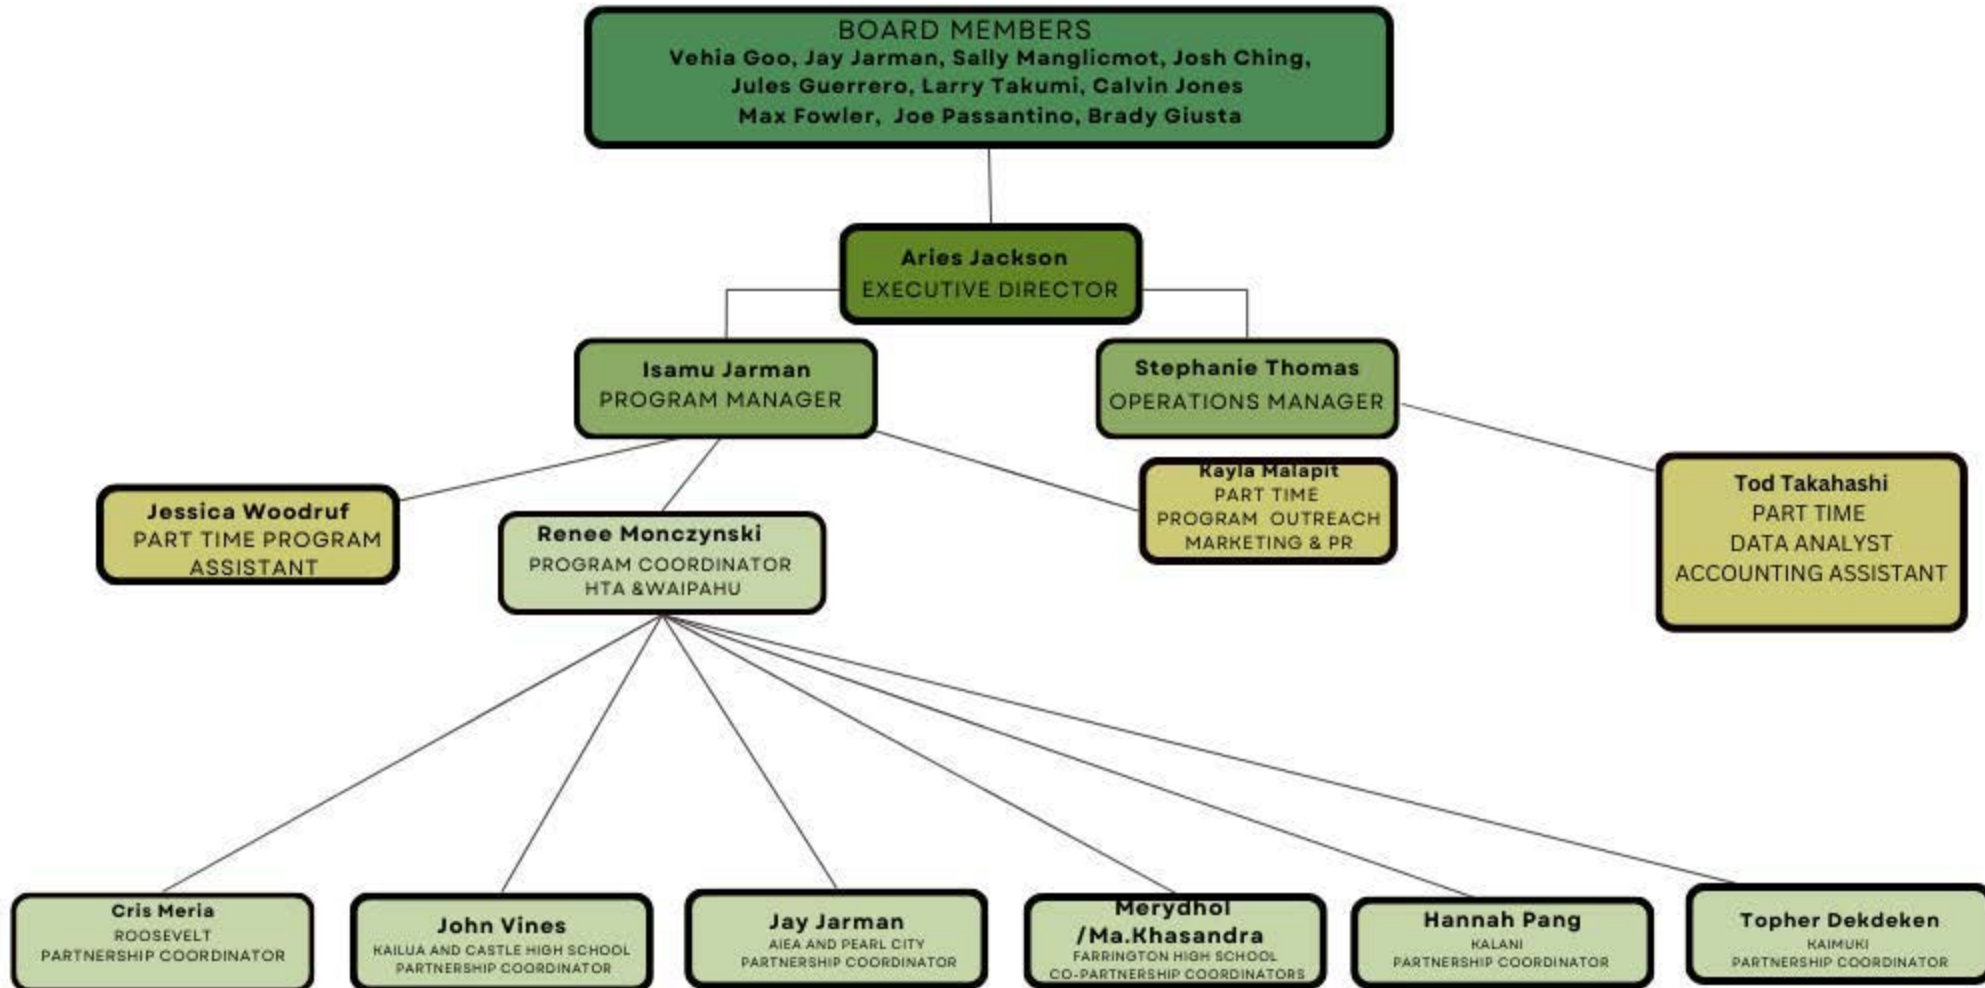 BOARD MEMBERS
Vehia Goo, Jay Jarman, Sally Manglicmot, Josh Ching,
Jules Guerrero, Larry Takumi, Calvin Jones
Max Fowler, Joe Passantino, Brady Giusta
Aries Jackson
EXECUTIVE DIRECTOR
Isamu Jarman
PROGRAM MANAGER
Stephanie Thomas
OPERATIONS MANAGER
Jessica Woodruf
PART TIME PROGRAM
ASSISTANT
Renee Monczynski
PROGRAM COORDINATOR
HTA &WAIPAHU
Kayla Malapit
PART TIME
PROGRAM OUTREACH
MARKETING & PR
Tod Takahashi
PART TIME
DATA ANALYST
ACCOUNTING ASSISTANT
Cris Meria
ROOSEVELT
PARTNERSHIP COORDINATOR
John Vines
KAILUA AND CASTLE HIGH SCHOOL
PARTNERSHIP COORDINATOR
Jay Jarman
AIEA AND PEARL CITY
PARTNERSHIP COORDINATOR
Merydhol
/Ma.Khasandra
FARRINGTON HIGH SCHOOL
CO-PARTNERSHIP COORDINATORS
Hannah Pang
KALANI
PARTNERSHIP COORDINATOR
Topher Dekdeken
KAIMUKI
PARTNERSHIP COORDINATOR